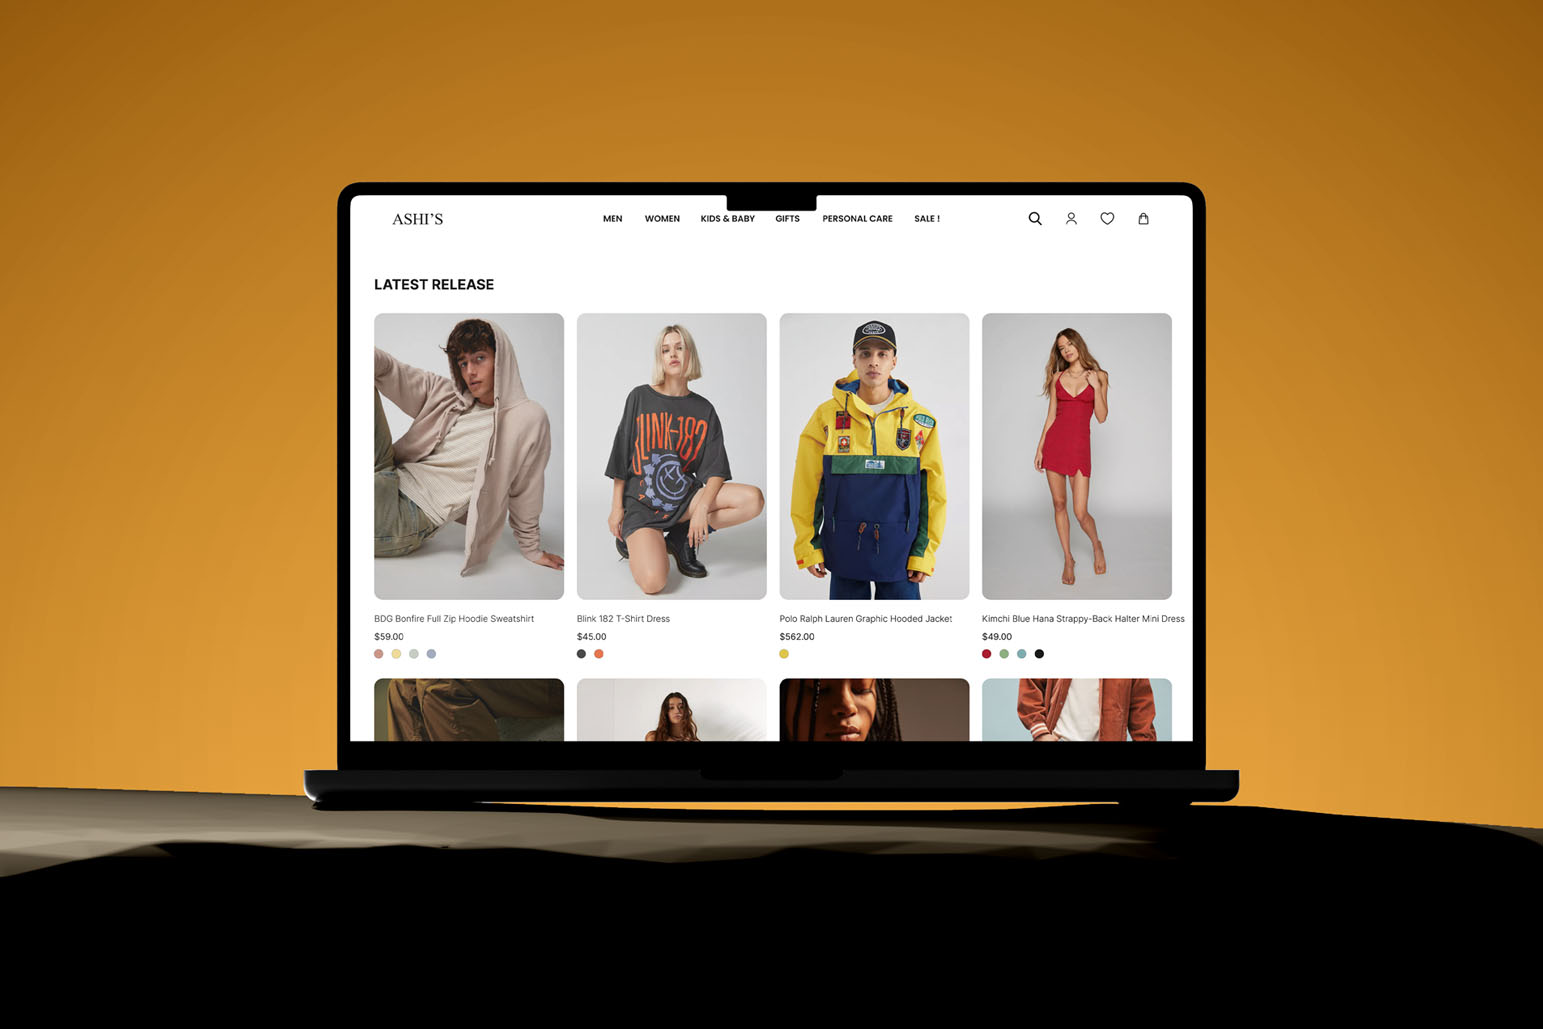 ASHI'S
MEN WOMEN KIDS & BABY GIFTS PERSONAL CARE SALE !
LATEST RELEASE
BLINK-182
BDG Bonfire Full Zip Hoodie Sweatshirt
$59.00
Blink 182 T-Shirt Dress
$45.00
Polo Ralph Lauren Graphic Hooded Jacket
$562.00
Kimchi Blue Hana Strappy-Back Halter Mini Dress
$49.00